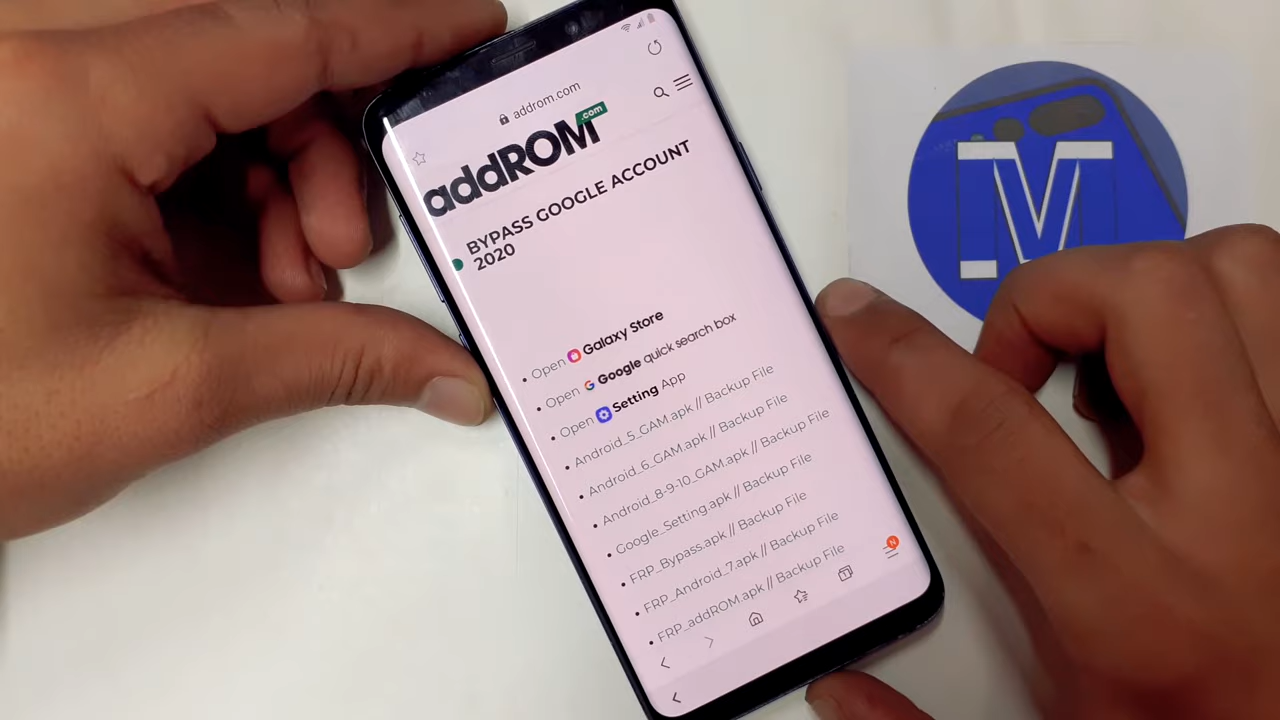 addrom.com
addROM.com
BYPASS GOOGLE ACCOUNT
2020
Open Galaxy Store
Open Google quick search box
Open Setting App
Android_5_GAM.apk // Backup File
Android_6_GAM.apk // Backup File
Android_8-9-10_GAM.apk // Backup File
Google_Setting.apk // Backup File
FRP_Bypass.apk // Backup File
FRP_Android_7.apk // Backup File
FRP_addROM.apk // Backup File
N
1
M